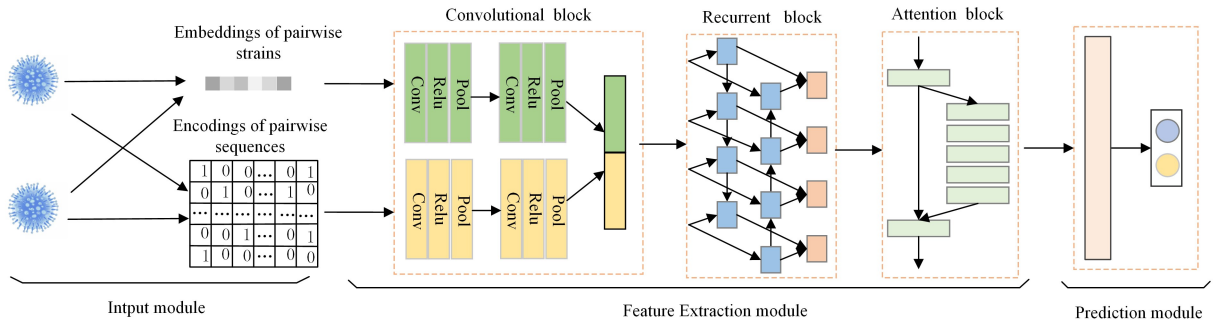 Convolutional block
Recurrent block
Attention block
Embeddings of pairwise
strains
Encodings of pairwise
sequences
1 0 0 ... 0 1
0 1 0 ... 1 0
... ... ... ... ... ...
0 0 1 ... 0 1
1 0 0 ... 0 0
Conv
Relu
Pool
Conv
Relu
Pool
Conv
Relu
Pool
Conv
Relu
Pool
Intput module
Feature Extraction module
Prediction module